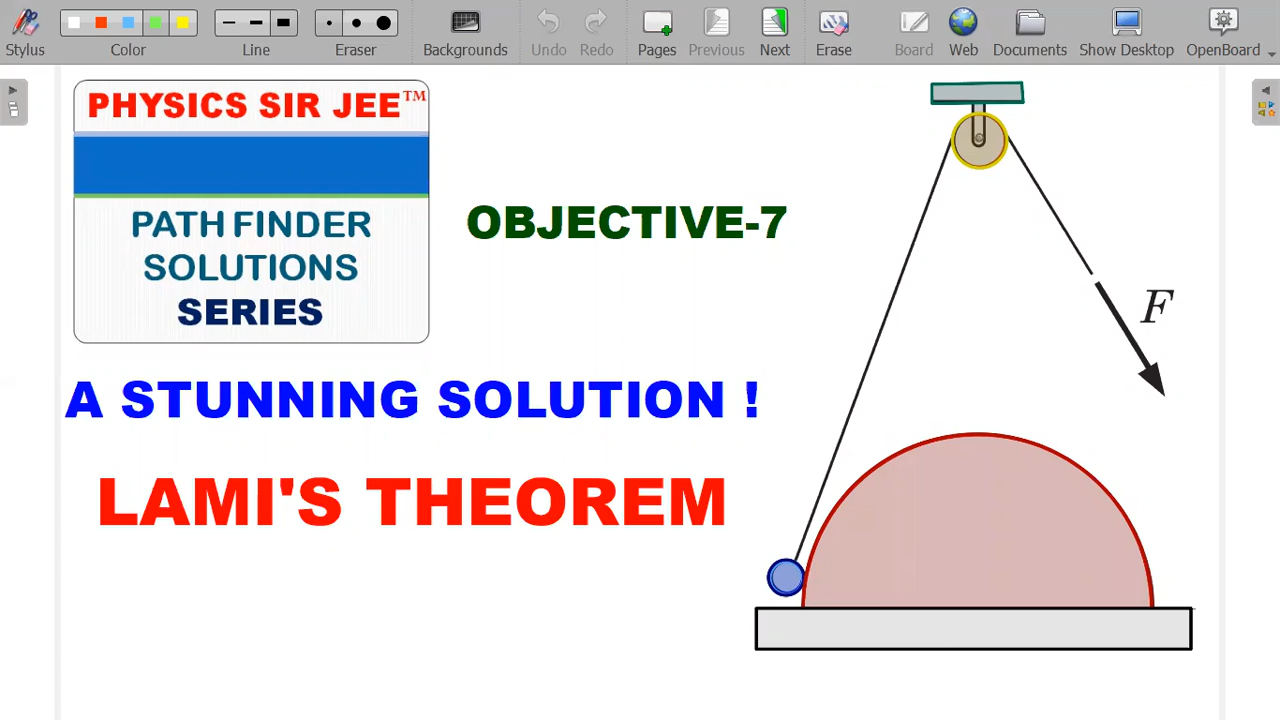 Stylus
Color
Line
Eraser
Backgrounds
Undo
Redo
Pages
Previous
Next
Erase
Board
Web
Documents
Show Desktop
OpenBoard
PHYSICS SIR JEE™
PATH FINDER
SOLUTIONS
SERIES
OBJECTIVE-7
A STUNNING SOLUTION !
LAMI'S THEOREM
F